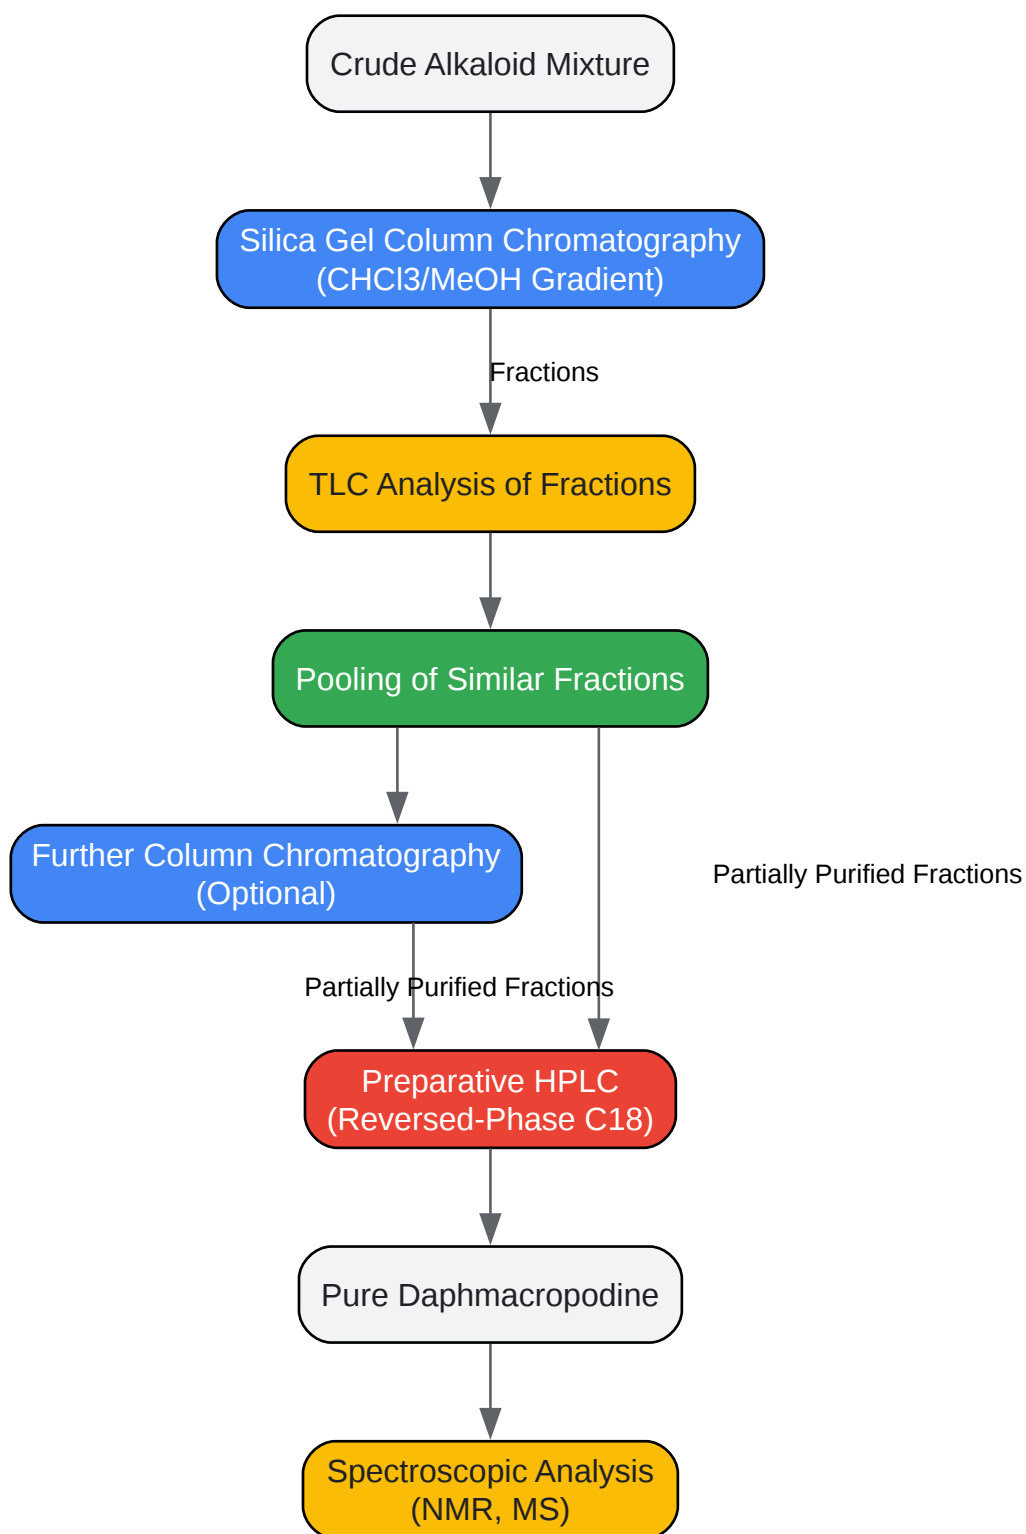 Crude Alkaloid Mixture
Silica Gel Column Chromatography
(CHCl3/MeOH Gradient)
Fractions
TLC Analysis of Fractions
Pooling of Similar Fractions
Further Column Chromatography
(Optional)
Partially Purified Fractions
Partially Purified Fractions
Preparative HPLC
(Reversed-Phase C18)
Pure Daphmacropodine
Spectroscopic Analysis
(NMR, MS)